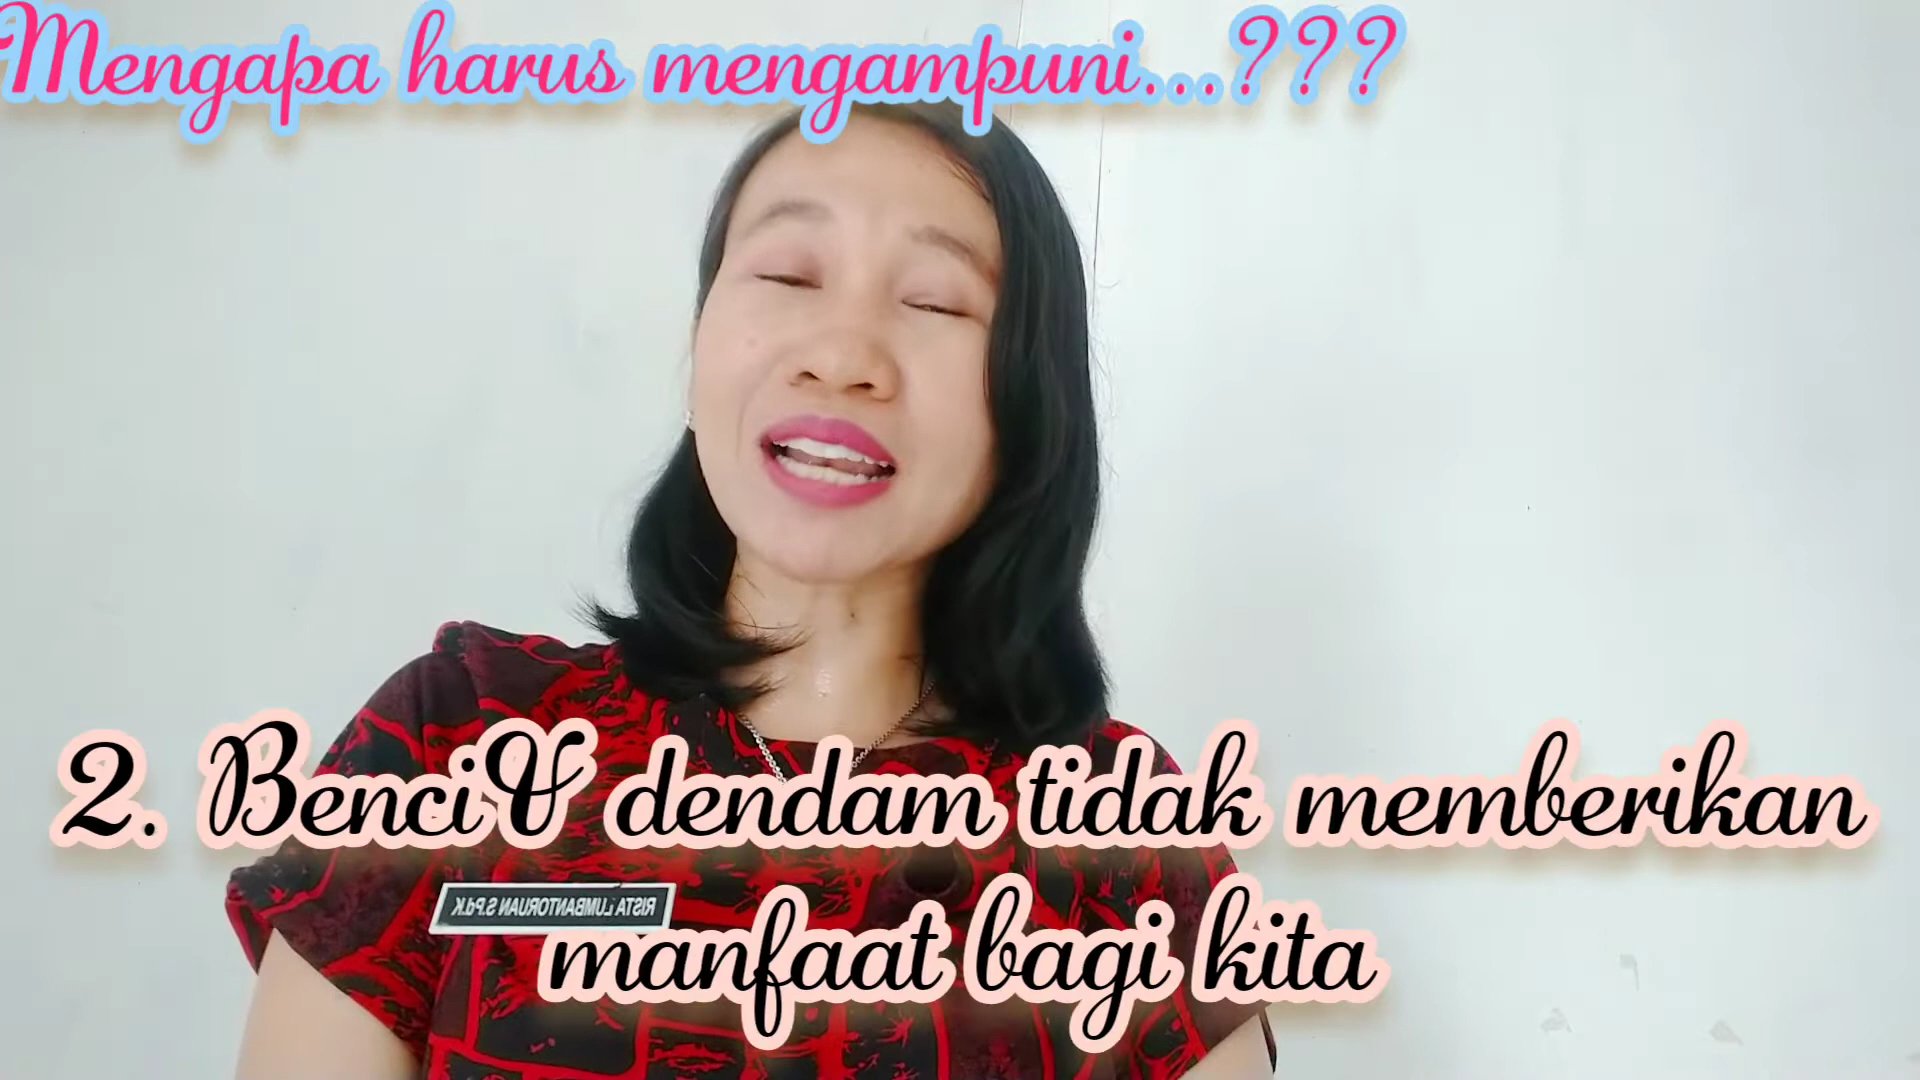 Mengapa harus mengampuni...???
2. Benci& dendam tidak memberikan
RISTA LUMBANTORUAN S.Pd.K
manfaat bagi kita